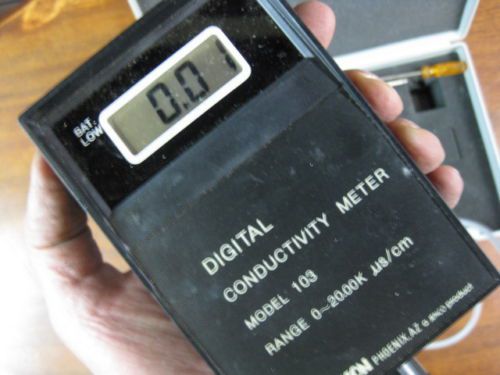 0.01
BAT.
LOW
DIGITAL
CONDUCTIVITY METER
MODEL 103
RANGE 0~20.00K µs/cm
PHOENIX, AZ